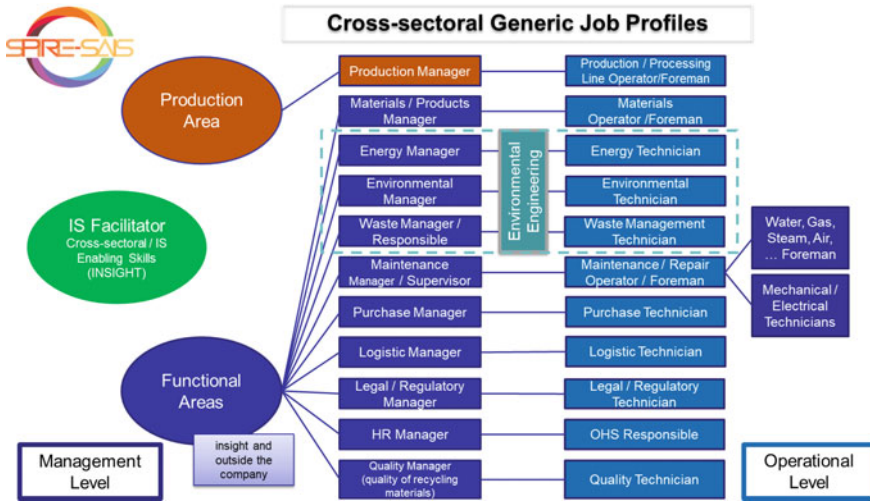 SPIRE-SAIS
Cross-sectoral Generic Job Profiles
Production
Area
Production Manager
Production / Processing
Line Operator/Foreman
Materials / Products
Manager
Materials
Operator /Foreman
Energy Manager
Energy Technician
Environmental
Manager
Environmental
Technician
Waste Manager /
Responsible
Waste Management
Technician
Environmental
Engineering
IS Facilitator
Cross-sectoral / IS
Enabling Skills
(INSIGHT)
Maintenance
Manager / Supervisor
Maintenance / Repair
Operator / Foreman
Water, Gas,
Steam, Air,
... Foreman
Mechanical /
Electrical
Technicians
Purchase Manager
Purchase Technician
Logistic Manager
Logistic Technician
Functional
Areas
Legal / Regulatory
Manager
Legal / Regulatory
Technician
HR Manager
OHS Responsible
insight and
outside the
company
Quality Manager
(quality of recycling
materials)
Quality Technician
Management
Level
Operational
Level